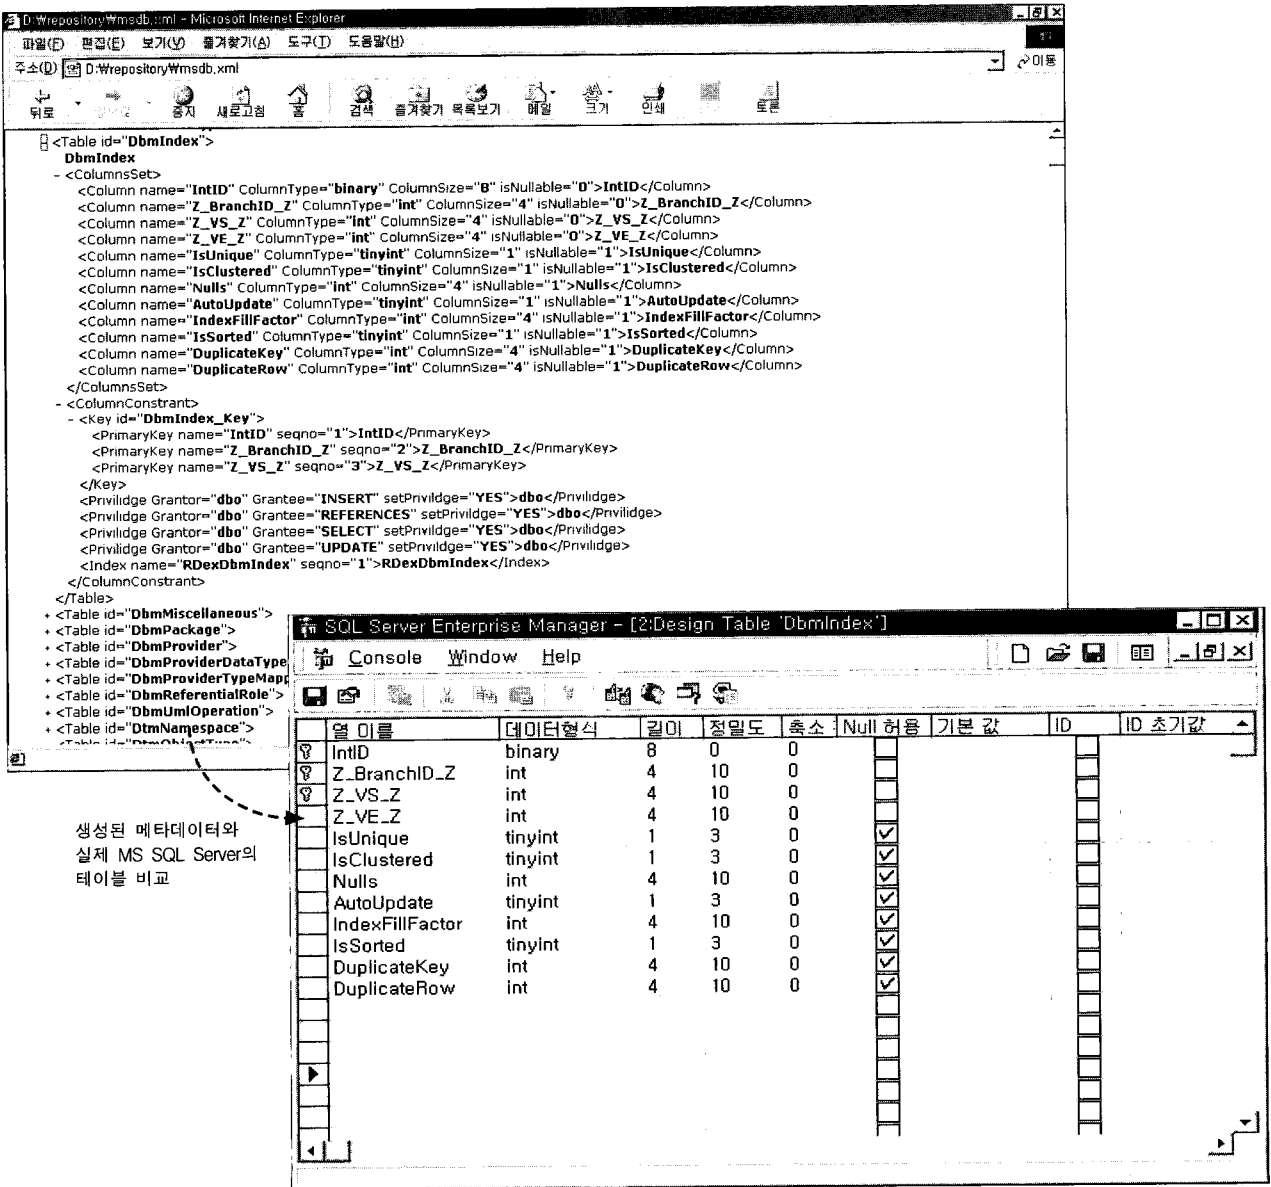 D:₩repository₩msdb.xml - Microsoft Internet Explorer
파일(F) 편집(E) 보기(V) 즐겨찾기(A) 도구(T) 도움말(H)
주소(D) D:₩repository₩msdb.xml 이동
뒤로 중지 새로고침 홈 검색 즐겨찾기 목록보기 메일 크기 인쇄 토론
<Table id="DbmIndex">
DbmIndex
- <ColumnsSet>
<Column name="IntID" ColumnType="binary" ColumnSize="8" isNullable="0">IntID</Column>
<Column name="Z_BranchID_Z" ColumnType="int" ColumnSize="4" isNullable="0">Z_BranchID_Z</Column>
<Column name="Z_VS_Z" ColumnType="int" ColumnSize="4" isNullable="0">Z_VS_Z</Column>
<Column name="Z_VE_Z" ColumnType="int" ColumnSize="4" isNullable="0">Z_VE_Z</Column>
<Column name="IsUnique" ColumnType="tinyint" ColumnSize="1" isNullable="1">IsUnique</Column>
<Column name="IsClustered" ColumnType="tinyint" ColumnSize="1" isNullable="1">IsClustered</Column>
<Column name="Nulls" ColumnType="int" ColumnSize="4" isNullable="1">Nulls</Column>
<Column name="AutoUpdate" ColumnType="tinyint" ColumnSize="1" isNullable="1">AutoUpdate</Column>
<Column name="IndexFillFactor" ColumnType="int" ColumnSize="4" isNullable="1">IndexFillFactor</Column>
<Column name="IsSorted" ColumnType="tinyint" ColumnSize="1" isNullable="1">IsSorted</Column>
<Column name="DuplicateKey" ColumnType="int" ColumnSize="4" isNullable="1">DuplicateKey</Column>
<Column name="DuplicateRow" ColumnType="int" ColumnSize="4" isNullable="1">DuplicateRow</Column>
</ColumnsSet>
- <ColumnConstrant>
- <Key id="DbmIndex_Key">
<PrimaryKey name="IntID" seqno="1">IntID</PrimaryKey>
<PrimaryKey name="Z_BranchID_Z" seqno="2">Z_BranchID_Z</PrimaryKey>
<PrimaryKey name="Z_VS_Z" seqno="3">Z_VS_Z</PrimaryKey>
</Key>
<Privilidge Grantor="dbo" Grantee="INSERT" setPrivildge="YES">dbo</Privilidge>
<Privilidge Grantor="dbo" Grantee="REFERENCES" setPrivildge="YES">dbo</Privilidge>
<Privilidge Grantor="dbo" Grantee="SELECT" setPrivildge="YES">dbo</Privilidge>
<Privilidge Grantor="dbo" Grantee="UPDATE" setPrivildge="YES">dbo</Privilidge>
<Index name="RDexDbmIndex" seqno="1">RDexDbmIndex</Index>
</ColumnConstrant>
</Table>
+ <Table id="DbmMiscellaneous">
+ <Table id="DbmPackage">
+ <Table id="DbmProvider">
+ <Table id="DbmProviderDataType
+ <Table id="DbmProviderTypeMapp
+ <Table id="DbmReferentialRole">
+ <Table id="DbmUmlOperation">
+ <Table id="DtmNamespace">
생성된 메타데이터와
실제 MS SQL Server의
테이블 비교
SQL Server Enterprise Manager - [2:Design Table 'DbmIndex']
Console Window Help
열 이름 데이터형식 길이 정밀도 축소 Null 허용 기본 값 ID ID 초기값
IntID binary 8 0 0
Z_BranchID_Z int 4 10 0
Z_VS_Z int 4 10 0
Z_VE_Z int 4 10 0
IsUnique tinyint 1 3 0
IsClustered tinyint 1 3 0
Nulls int 4 10 0
AutoUpdate tinyint 1 3 0
IndexFillFactor int 4 10 0
IsSorted tinyint 1 3 0
DuplicateKey int 4 10 0
DuplicateRow int 4 10 0